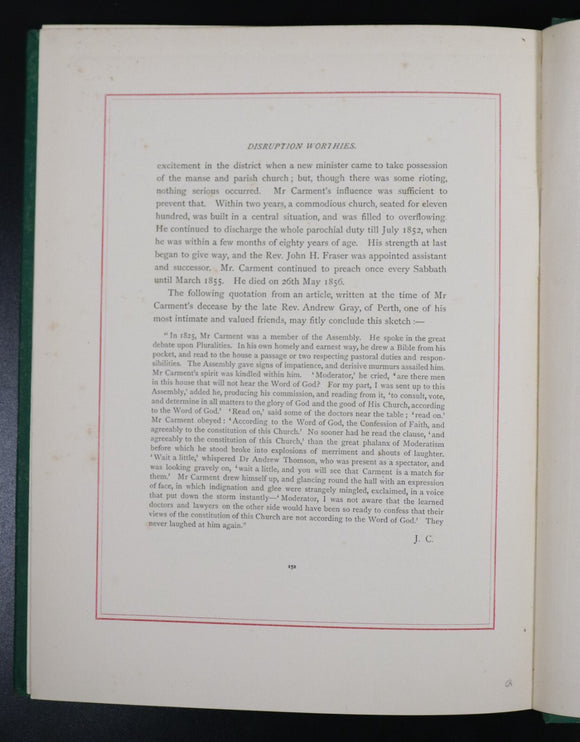 DISRUPTION WORTHIES.
excitement in the district when a new minister came to take possession
of the manse and parish church; but, though there was some rioting,
nothing serious occurred. Mr Carment's influence was sufficient to
prevent that. Within two years, a commodious church, seated for eleven
hundred, was built in a central situation, and was filled to overflowing
He continued to discharge the whole parochial duty till July 1852, when
he was within a few months of eighty years of age. His strength at last
began to give way, and the Rev. John H. Fraser was appointed assistant
and successor. Mr. Carment continued to preach once every Sabbath
until March 1855. He died on 26th May 1856.
The following quotation from an article, written at the time of Mr
Carment's decease by the late Rev. Andrew Gray, of Perth, one of his
most intimate and valued friends, may fitly conclude this sketch:—
"In 1825, Mr Carment was a member of the Assembly. He spoke in the great
debate upon Pluralities. In his own homely and earnest way, he drew a Bible from his
pocket, and read to the house a passage or two respecting pastoral duties and respon-
sibilities. The Assembly gave signs of impatience, and derisive murmurs assailed him.
Mr Carment's spirit was kindled within him. 'Moderator,' he cried, 'are there men
in this house that will not hear the Word of God? For my part, I was sent up to this
Assembly,' added he, producing his commission, and reading from it, 'to consult, vote,
and determine in all matters to the glory of God and the good of His Church, according
to the Word of God.' 'Read on,' said some of the doctors near the table; 'read on.'
Mr Carment obeyed: 'According to the Word of God, the Confession of Faith, and
agreeably to the constitution of this Church.' No sooner had he read the clause, 'and
agreeably to the constitution of this Church,' than the great phalanx of Moderatism
before which he stood broke into explosions of merriment and shouts of laughter.
'Wait a little,' whispered Dr Andrew Thomson, who was present as a spectator, and
was looking gravely on, 'wait a little, and you will see that Carment is a match for
them.' Mr Carment drew himself up, and glancing round the hall with an expression
of face, in which indignation and glee were strangely mingled, exclaimed, in a voice
that put down the storm instantly—'Moderator, I was not aware that the learned
doctors and lawyers on the other side would have been so ready to confess that their
views of the constitution of this Church are not according to the Word of God.' They
never laughed at him again."
J. C.
152